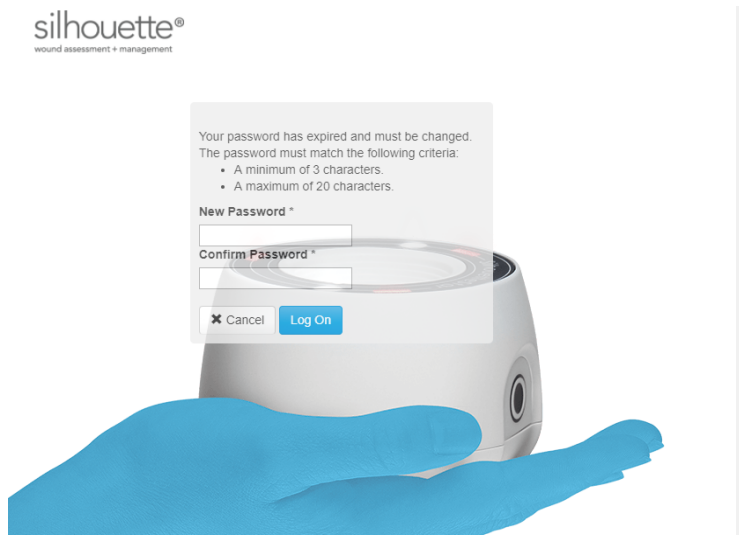 silhouette®
wound assessment + management
Your password has expired and must be changed.
The password must match the following criteria:
• A minimum of 3 characters.
• A maximum of 20 characters.
New Password *
Confirm Password *
✖ Cancel
Log On